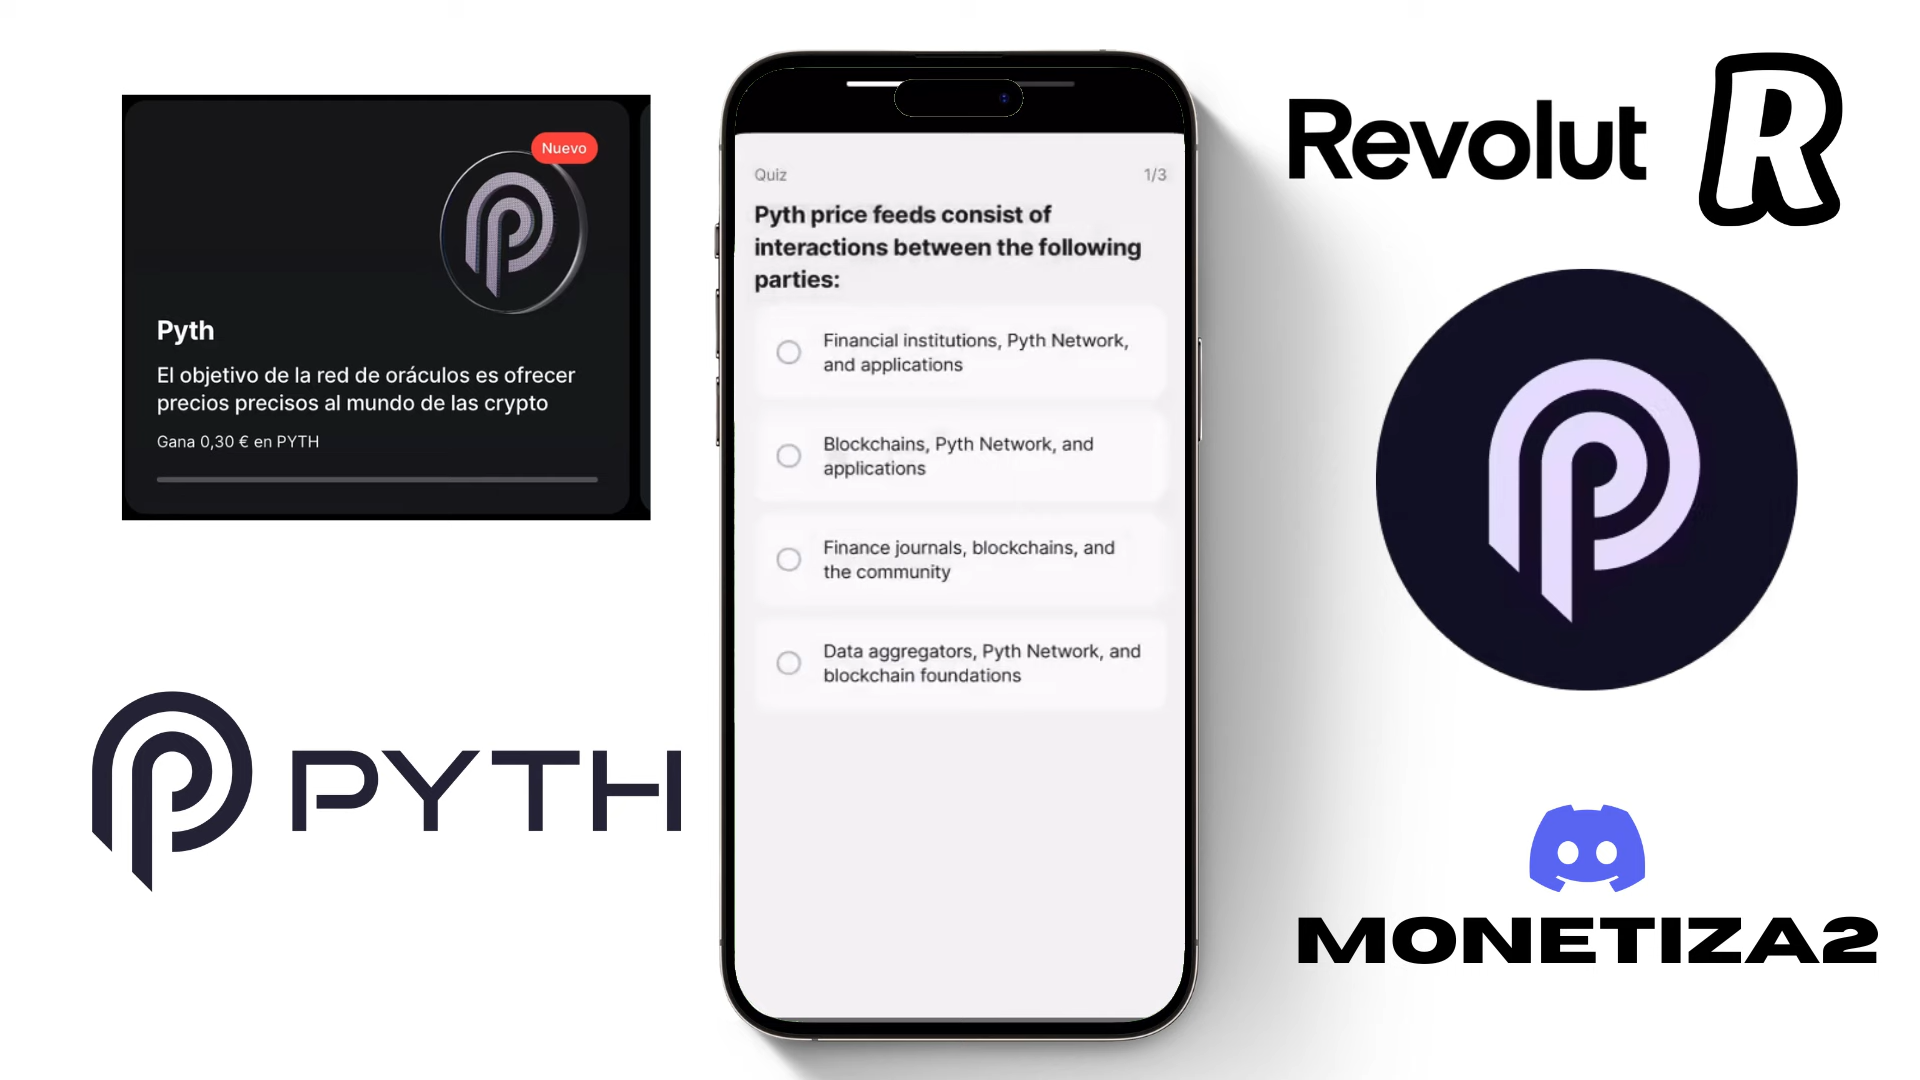 Nuevo
Pyth
El objetivo de la red de oráculos es ofrecer
precios precisos al mundo de las crypto
Gana 0,30 € en PYTH
PYTH
Quiz
1/3
Pyth price feeds consist of
interactions between the following
parties:
Financial institutions, Pyth Network,
and applications
Blockchains, Pyth Network, and
applications
Finance journals, blockchains, and
the community
Data aggregators, Pyth Network, and
blockchain foundations
Revolut
R
MONETIZA2